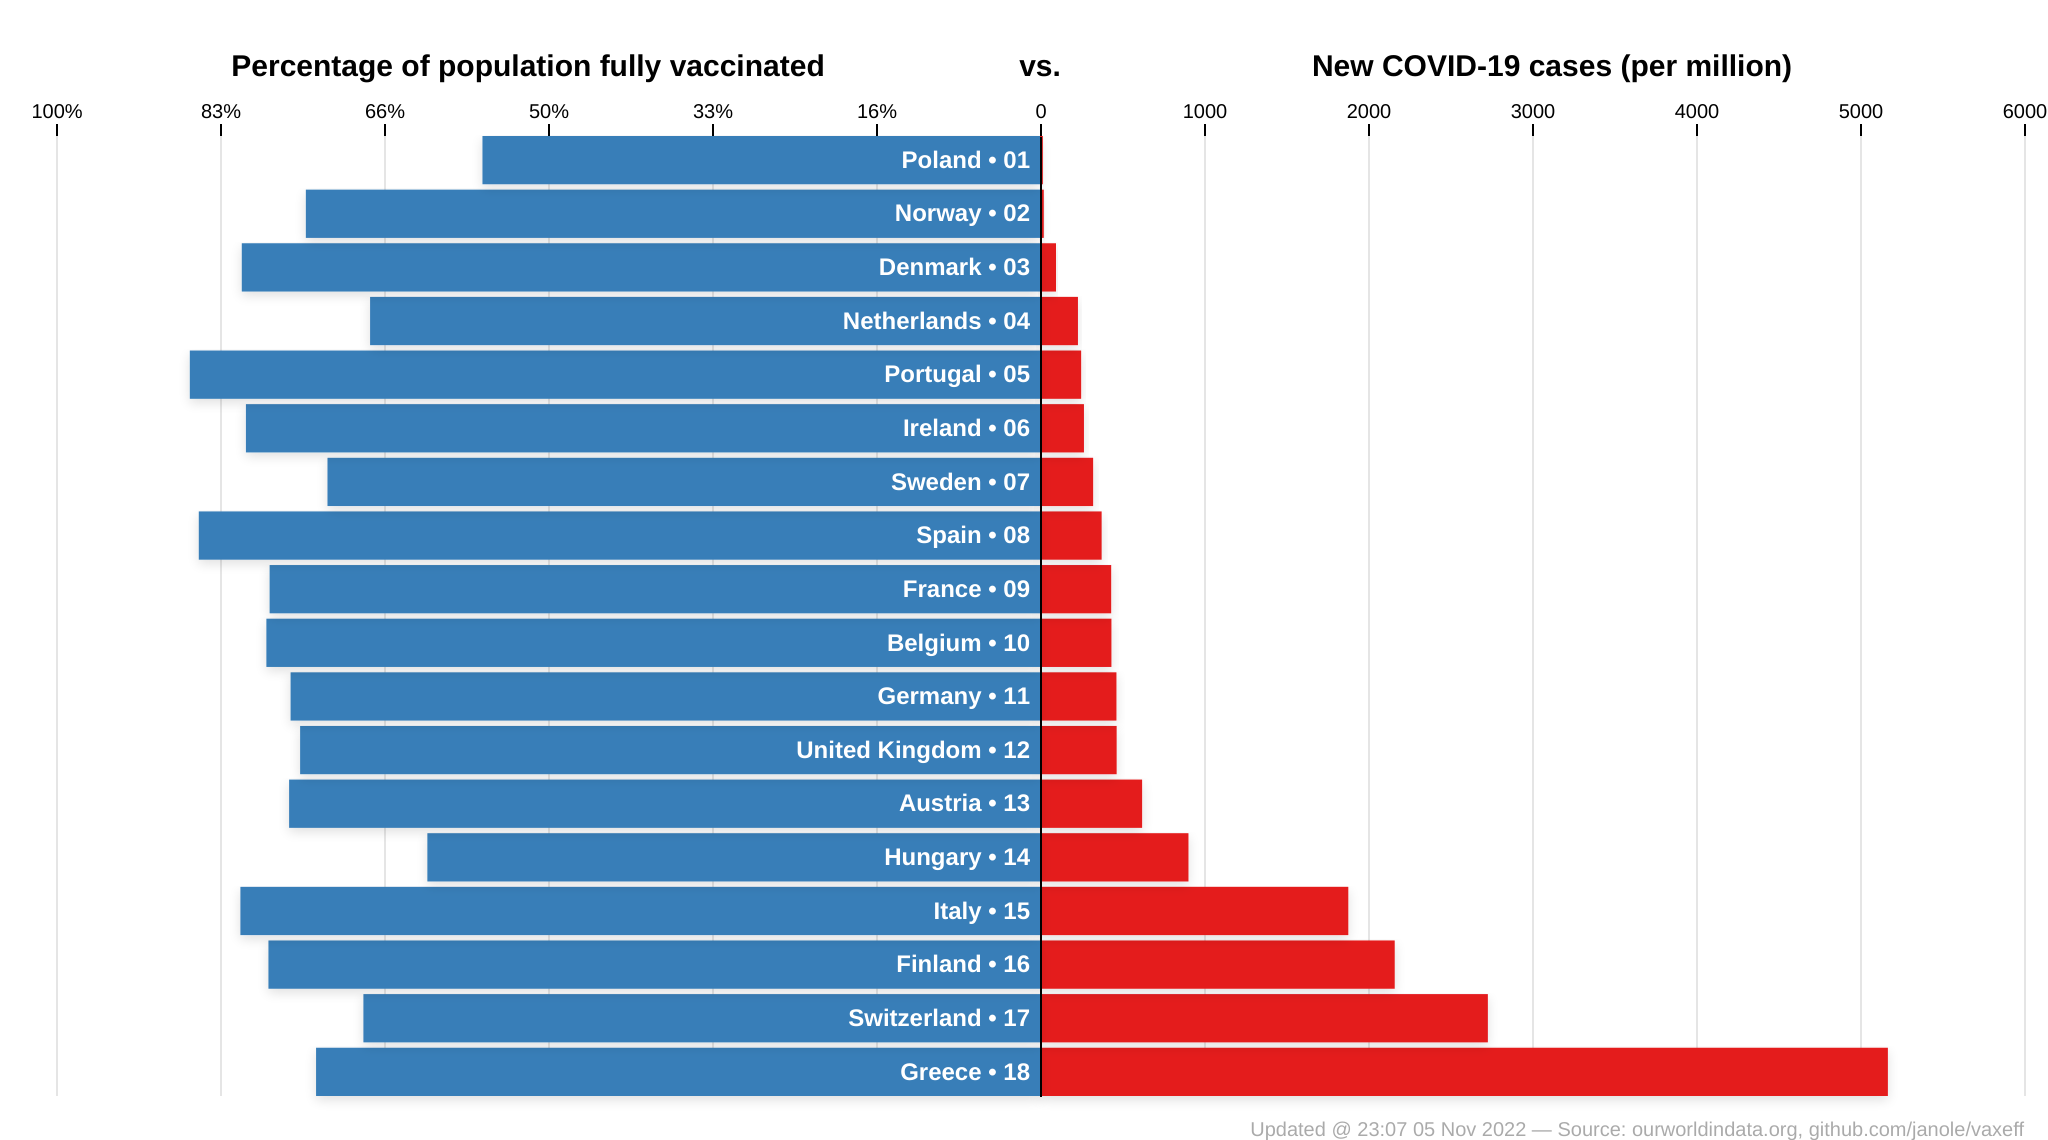 Percentage of population fully vaccinated vs. New COVID-19 cases (per million)
100% 83% 66% 50% 33% 16% 0 1000 2000 3000 4000 5000 6000
Poland • 01
Norway • 02
Denmark • 03
Netherlands • 04
Portugal • 05
Ireland • 06
Sweden • 07
Spain • 08
France • 09
Belgium • 10
Germany • 11
United Kingdom • 12
Austria • 13
Hungary • 14
Italy • 15
Finland • 16
Switzerland • 17
Greece • 18
Updated @ 23:07 05 Nov 2022 — Source: ourworldindata.org, github.com/janole/vaxeff